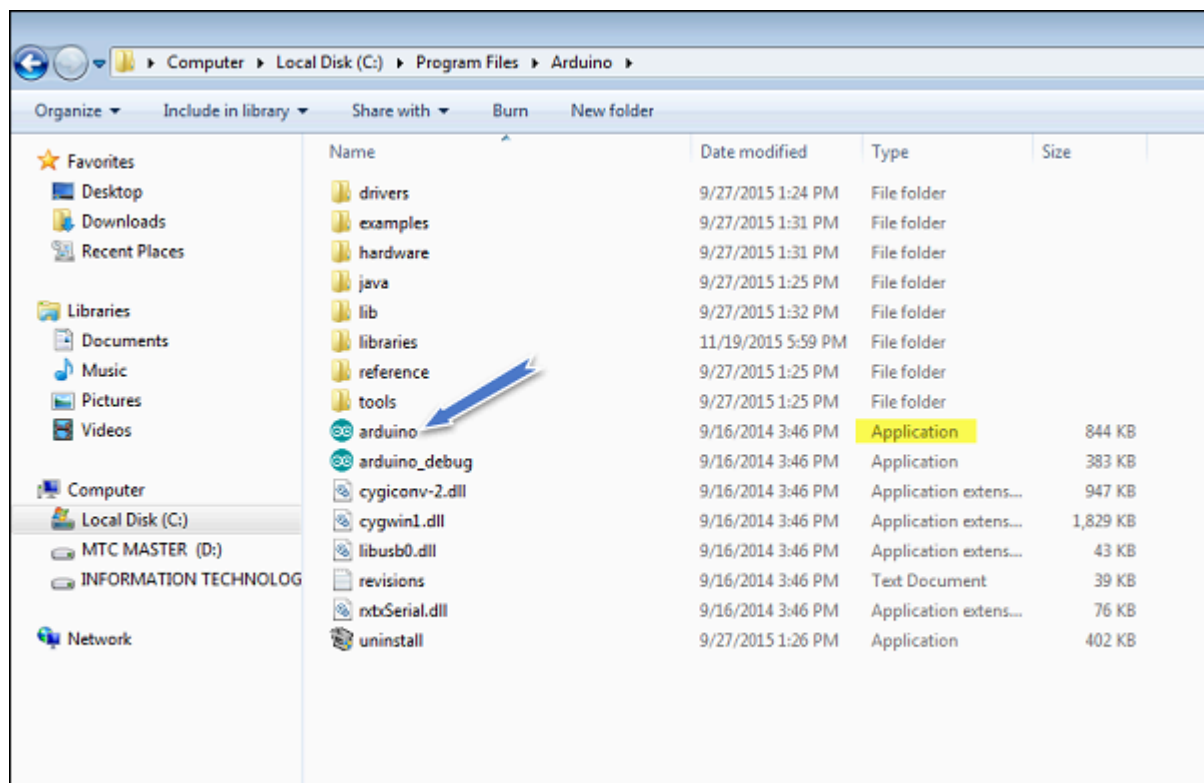 Computer Local Disk (C:) Program Files Arduino
Organize Include in library Share with Burn New folder
Favorites
Desktop
Downloads
Recent Places
Libraries
Documents
Music
Pictures
Videos
Computer
Local Disk (C:)
MTC MASTER (D:)
INFORMATION TECHNOLOG
Network
Name Date modified Type Size
drivers 9/27/2015 1:24 PM File folder
examples 9/27/2015 1:31 PM File folder
hardware 9/27/2015 1:31 PM File folder
java 9/27/2015 1:25 PM File folder
lib 9/27/2015 1:32 PM File folder
libraries 11/19/2015 5:59 PM File folder
reference 9/27/2015 1:25 PM File folder
tools 9/27/2015 1:25 PM File folder
arduino 9/16/2014 3:46 PM Application 844 KB
arduino_debug 9/16/2014 3:46 PM Application 383 KB
cygiconv-2.dll 9/16/2014 3:46 PM Application extens... 947 KB
cygwin1.dll 9/16/2014 3:46 PM Application extens... 1,829 KB
libusb0.dll 9/16/2014 3:46 PM Application extens... 43 KB
revisions 9/16/2014 3:46 PM Text Document 39 KB
rxtxSerial.dll 9/16/2014 3:46 PM Application extens... 76 KB
uninstall 9/27/2015 1:26 PM Application 402 KB